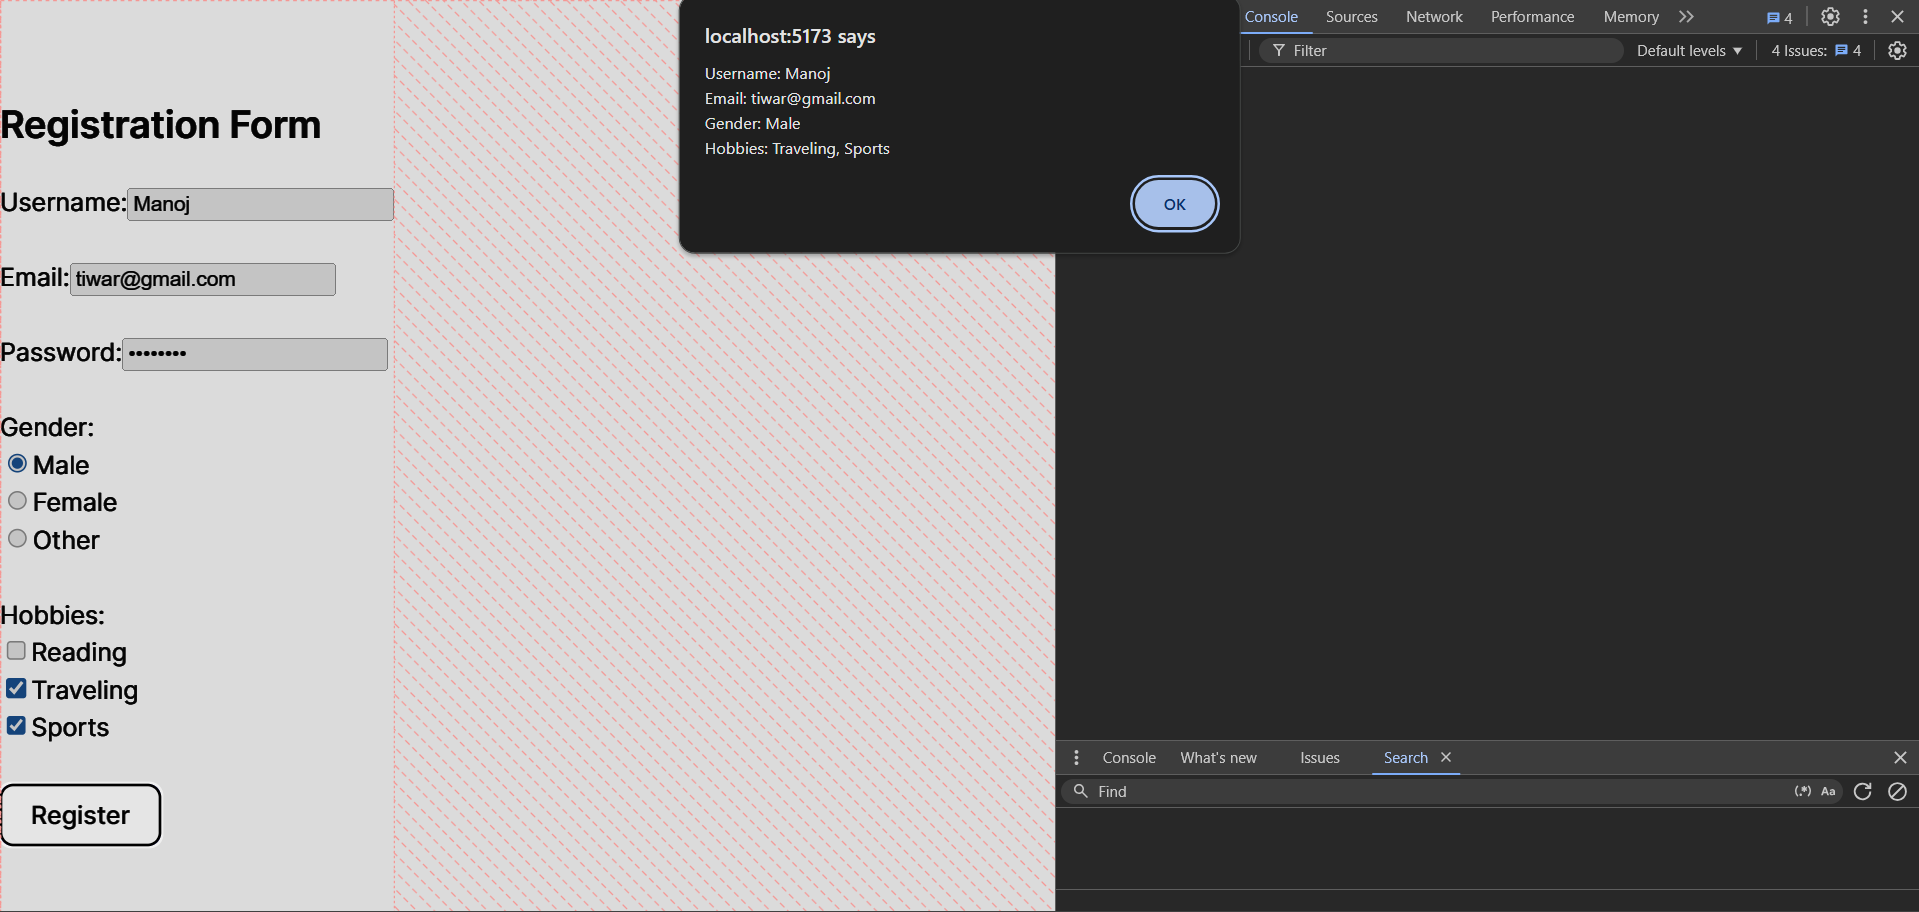 Registration Form
Username: Manoj
Email: tiwar@gmail.com
Password: ••••••••
Gender:
Male
Female
Other
Hobbies:
Reading
Traveling
Sports
Register
localhost:5173 says
Username: Manoj
Email: tiwar@gmail.com
Gender: Male
Hobbies: Traveling, Sports
OK
Console Sources Network Performance Memory 4
Filter Default levels 4 Issues: 4
Console What's new Issues Search
Find (.*) Aa